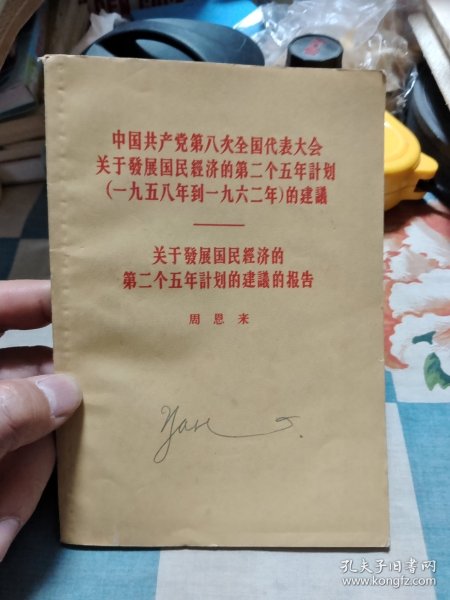 中国共产党第八次全国代表大会
关于發展国民經济的第二个五年計划
(一九五八年到一九六二年)的建議
关于發展国民經济的
第二个五年計划的建議的报告
周恩来
孔夫子旧书网
www.kongfz.com